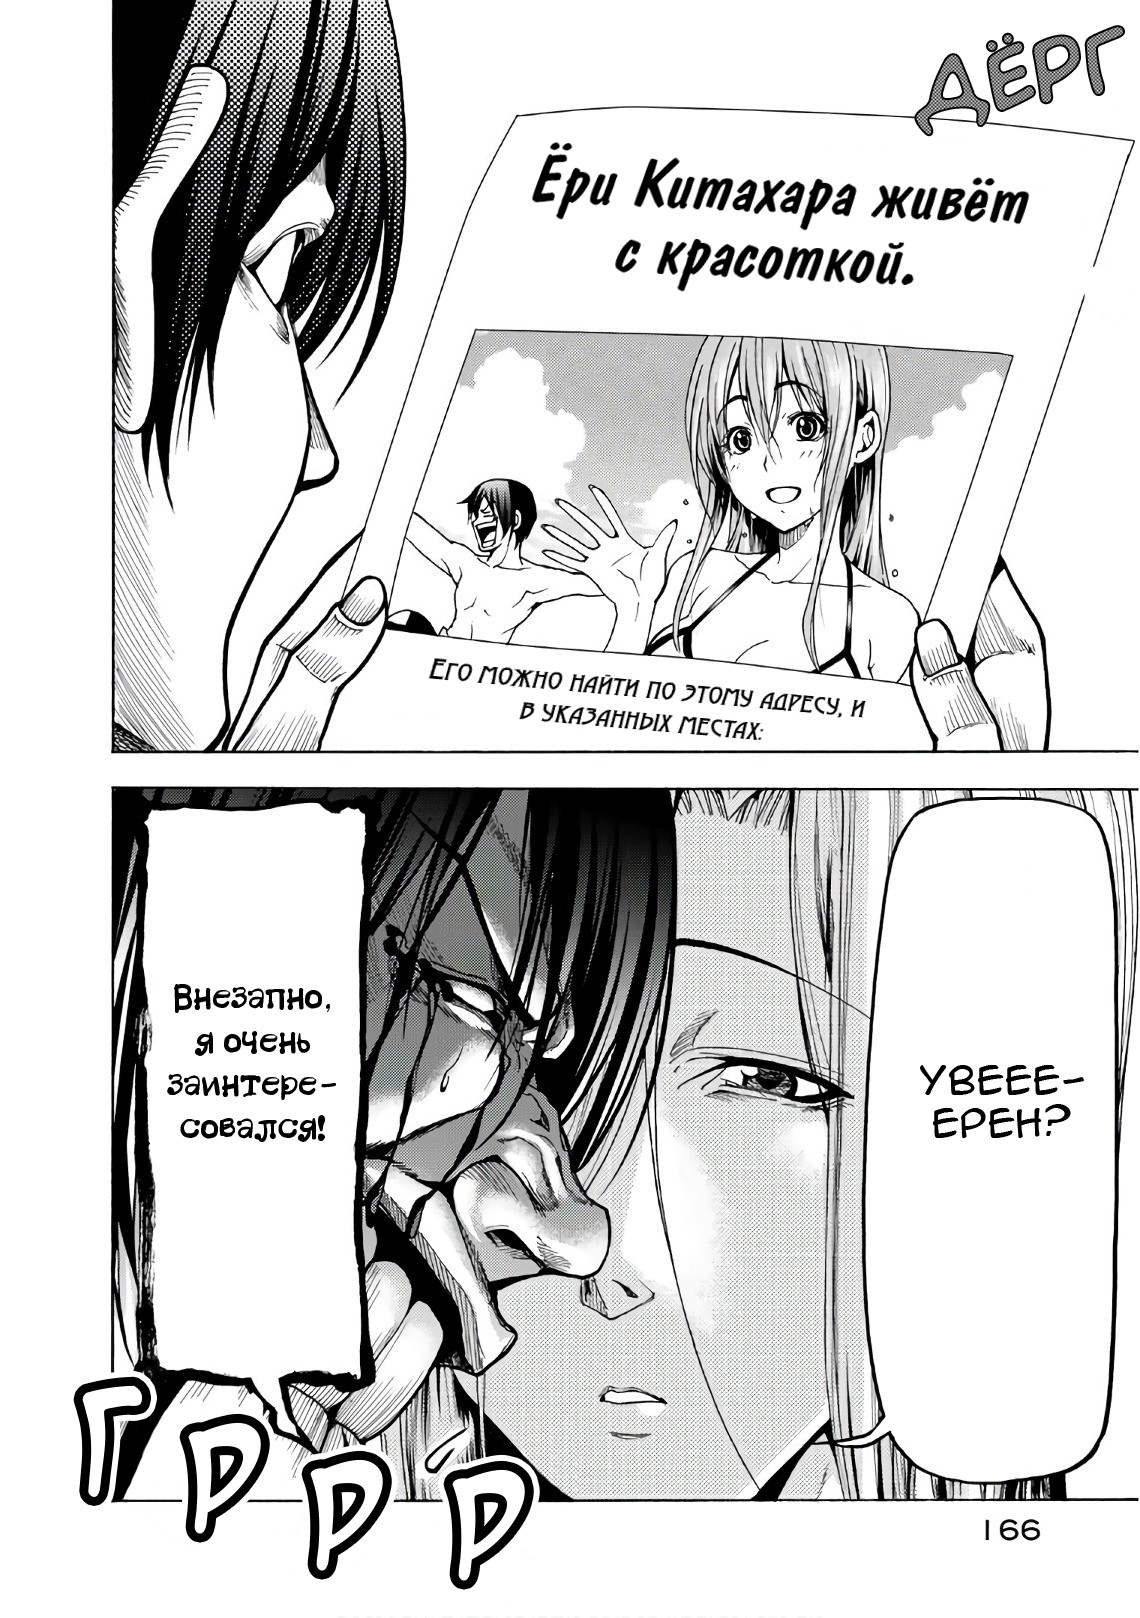 ДЁРГ
Ёри Китахара живёт
с красоткой.
Его можно найти по этому адресу, и
в указанных местах:
УВЕЕЕ-
ЕРЕН?
Внезапно,
я очень
заинтере-
совался!
ГРРР
166